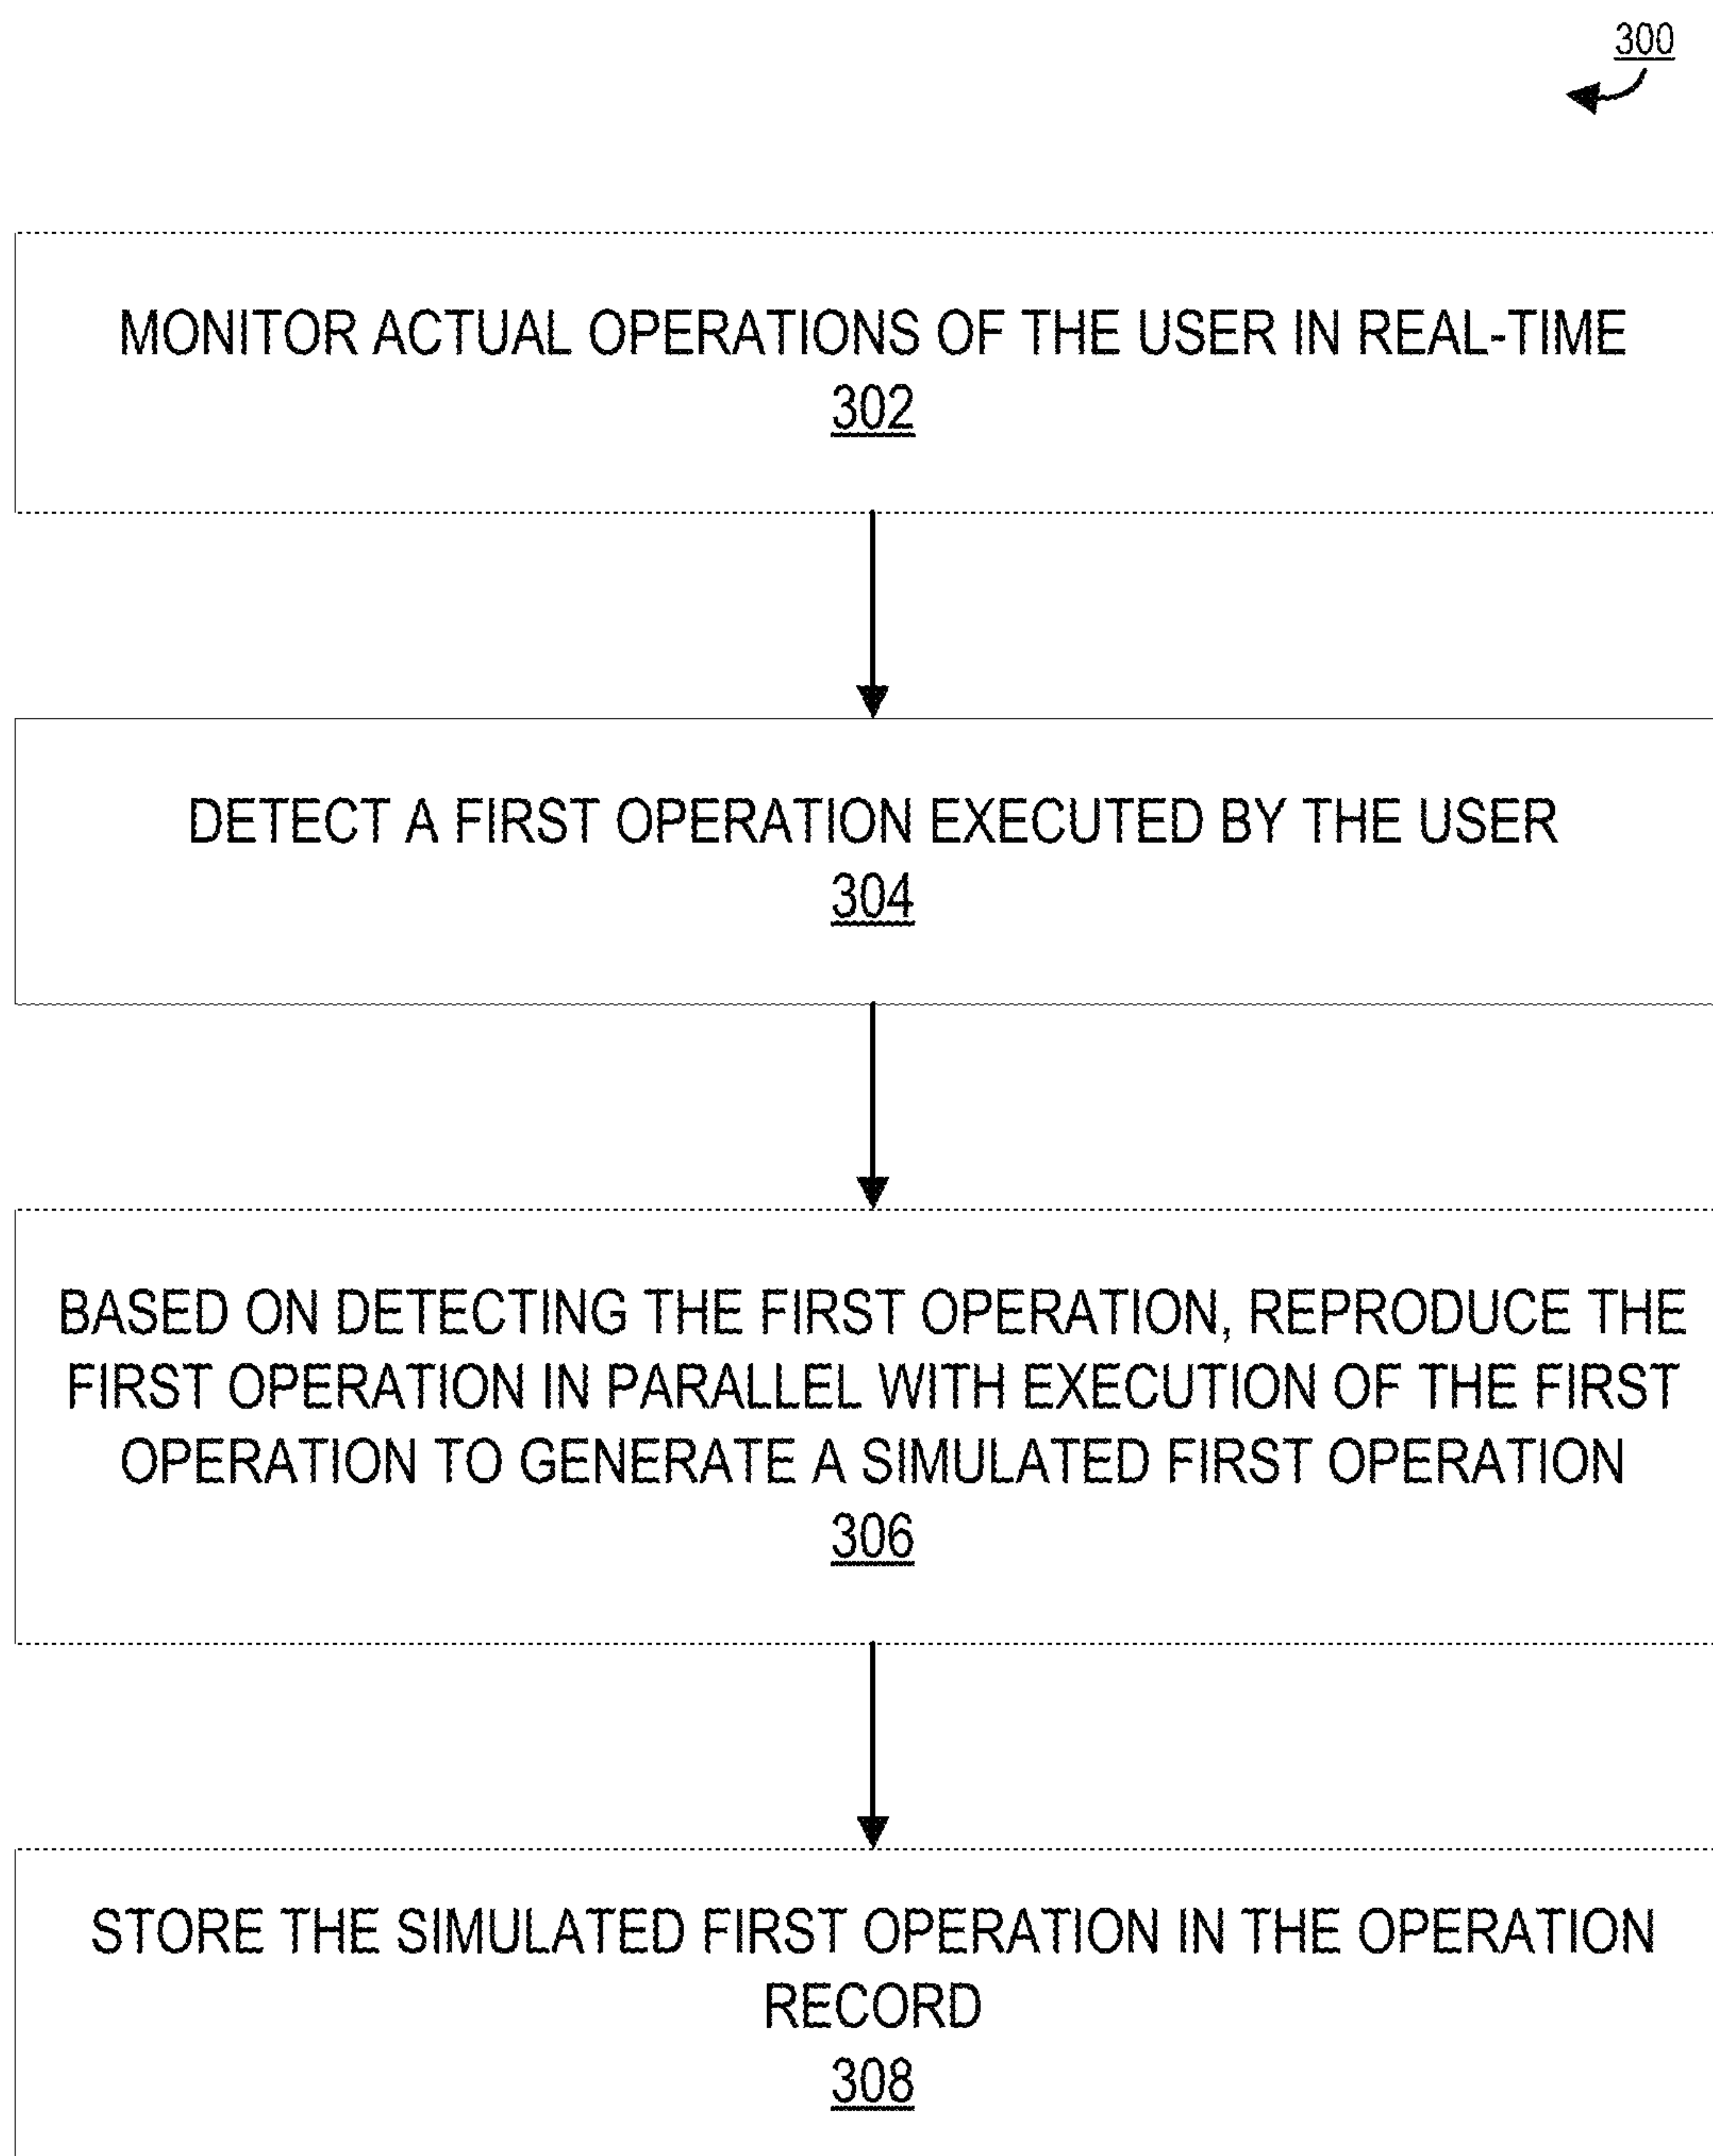 300
MONITOR ACTUAL OPERATIONS OF THE USER IN REAL-TIME
302
DETECT A FIRST OPERATION EXECUTED BY THE USER
304
BASED ON DETECTING THE FIRST OPERATION, REPRODUCE THE
FIRST OPERATION IN PARALLEL WITH EXECUTION OF THE FIRST
OPERATION TO GENERATE A SIMULATED FIRST OPERATION
306
STORE THE SIMULATED FIRST OPERATION IN THE OPERATION
RECORD
308